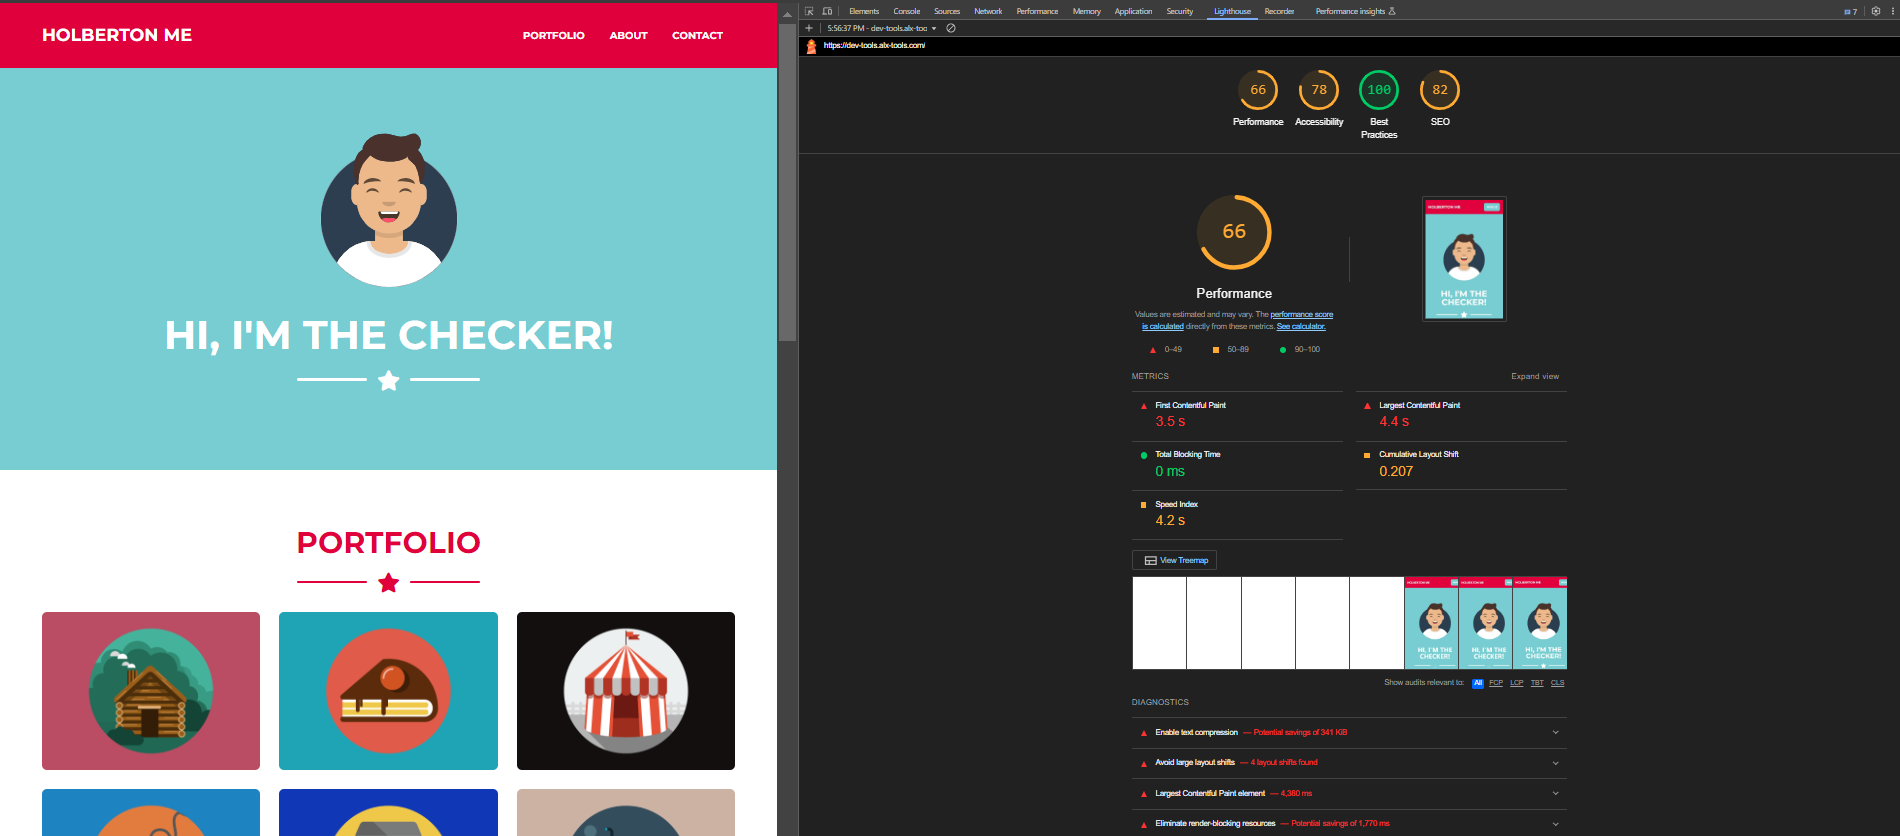 HOLBERTON ME
PORTFOLIO ABOUT CONTACT
HI, I'M THE CHECKER!
PORTFOLIO
Elements Console Sources Network Performance Memory Application Security Lighthouse Recorder Performance insights 7
5:56:37 PM - dev-tools.alx-toc
https://dev-tools.alx-tools.com/
66 78 100 82
Performance Accessibility Best Practices SEO
66
HOLBERTON ME
HI, I'M THE
CHECKER!
Performance
Values are estimated and may vary. The performance score
is calculated directly from these metrics. See calculator.
0–49 50–89 90–100
METRICS
Expand view
First Contentful Paint
3.5 s
Largest Contentful Paint
4.4 s
Total Blocking Time
0 ms
Cumulative Layout Shift
0.207
Speed Index
4.2 s
View Treemap
HOLBERTON ME HOLBERTON ME HOLBERTON ME
HI, I'M THE HI, I'M THE HI, I'M THE
CHECKER! CHECKER! CHECKER!
Show audits relevant to: All FCP LCP TBT CLS
DIAGNOSTICS
Enable text compression — Potential savings of 341 KiB
Avoid large layout shifts — 4 layout shifts found
Largest Contentful Paint element — 4,380 ms
Eliminate render-blocking resources — Potential savings of 1,770 ms